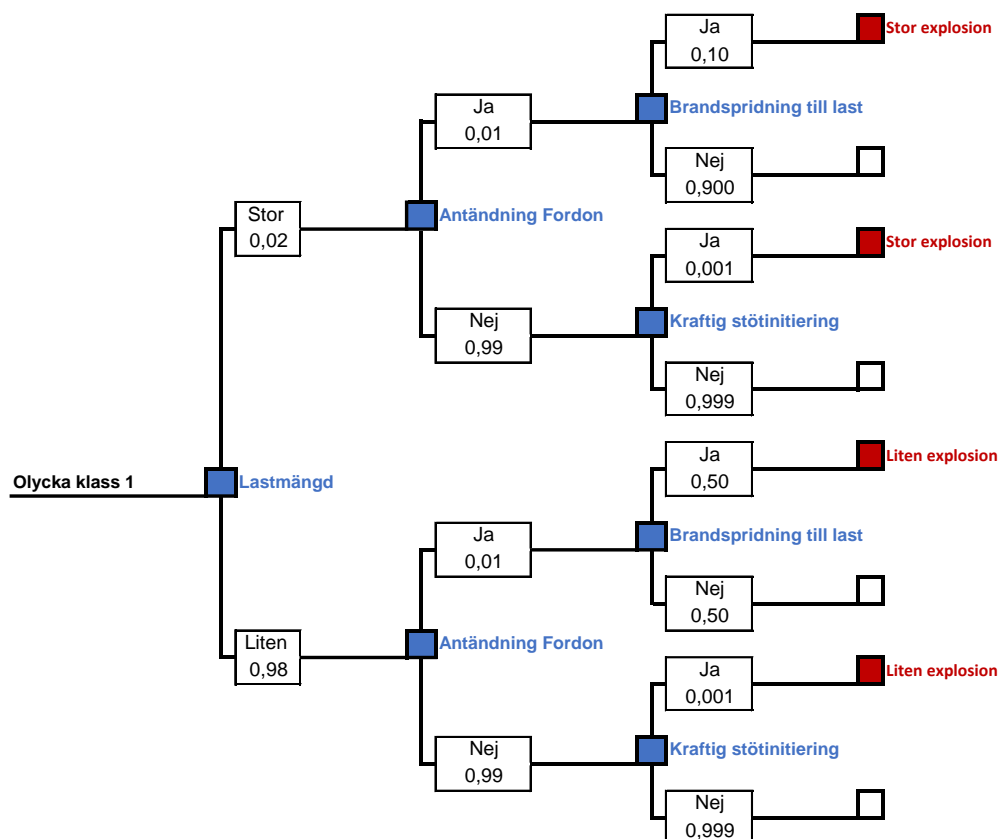 Ja
0,10
Stor explosion
Brandspridning till last
Ja
0,01
Nej
0,900
Stor
0,02
Antändning Fordon
Ja
0,001
Stor explosion
Nej
0,99
Kraftig stötinitiering
Nej
0,999
Olycka klass 1
Lastmängd
Ja
0,50
Liten explosion
Ja
0,01
Brandspridning till last
Nej
0,50
Liten
0,98
Antändning Fordon
Ja
0,001
Liten explosion
Nej
0,99
Kraftig stötinitiering
Nej
0,999